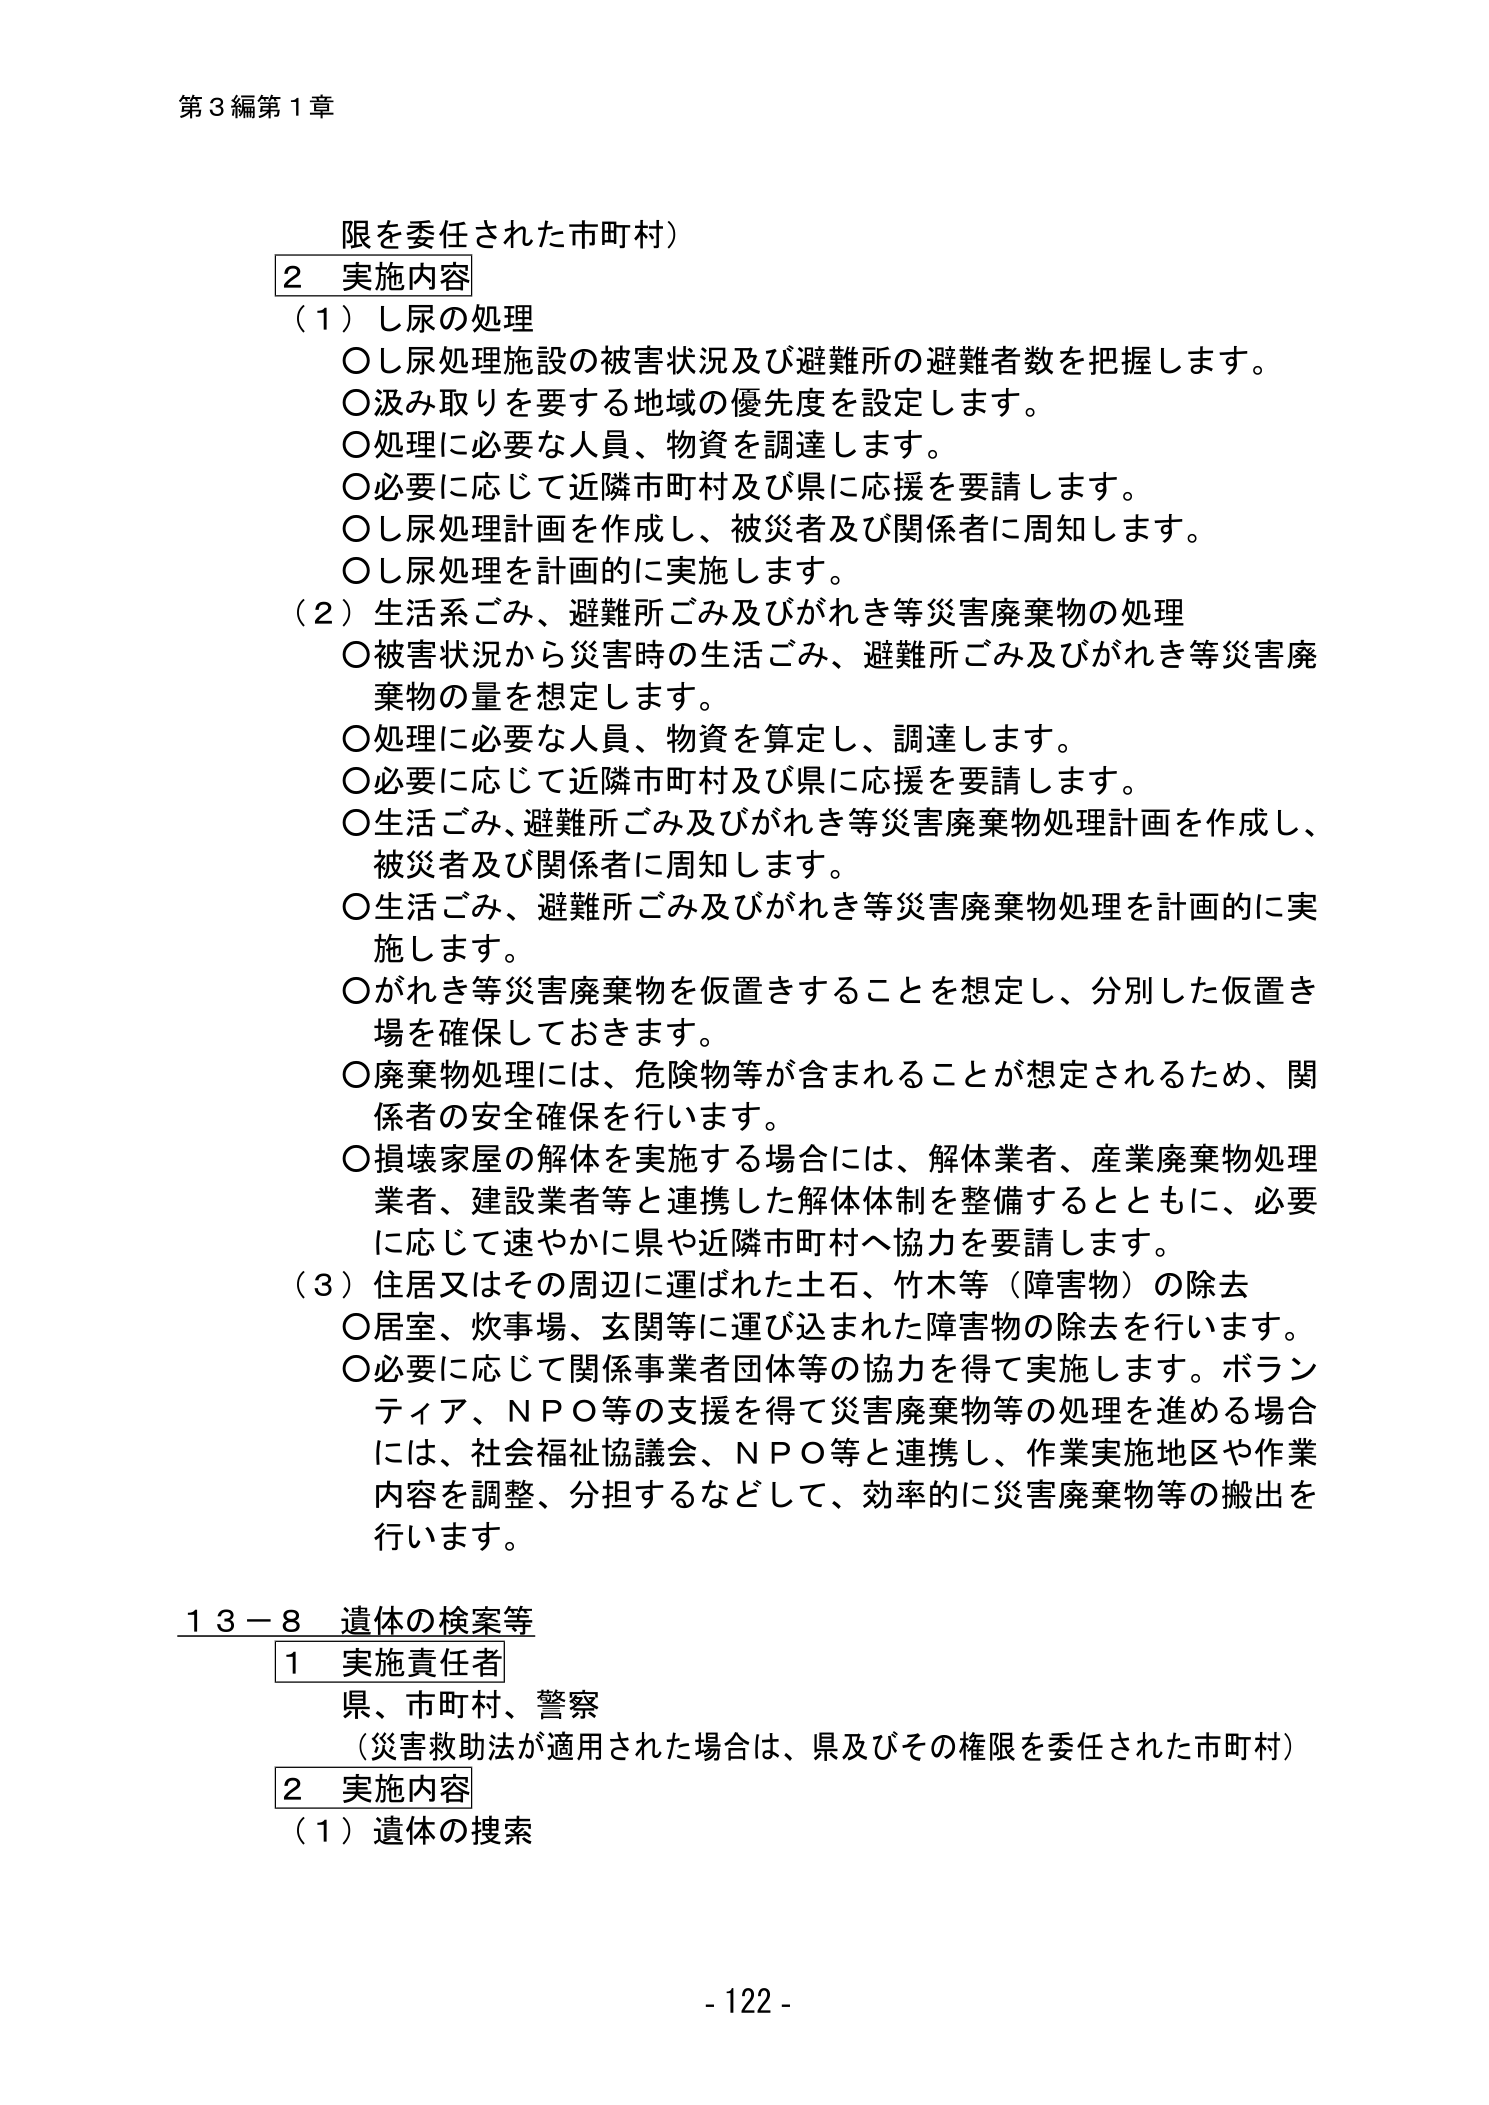 第３編第１章
限を委任された市町村）
２　実施内容
（１）し尿の処理
〇し尿処理施設の被害状況及び避難所の避難者数を把握します。
〇汲み取りを要する地域の優先度を設定します。
〇処理に必要な人員、物資を調達します。
〇必要に応じて近隣市町村及び県に応援を要請します。
〇し尿処理計画を作成し、被災者及び関係者に周知します。
〇し尿処理を計画的に実施します。
（２）生活系ごみ、避難所ごみ及びがれき等災害廃棄物の処理
〇被害状況から災害時の生活ごみ、避難所ごみ及びがれき等災害廃
棄物の量を想定します。
〇処理に必要な人員、物資を算定し、調達します。
〇必要に応じて近隣市町村及び県に応援を要請します。
〇生活ごみ、避難所ごみ及びがれき等災害廃棄物処理計画を作成し、
被災者及び関係者に周知します。
〇生活ごみ、避難所ごみ及びがれき等災害廃棄物処理を計画的に実
施します。
〇がれき等災害廃棄物を仮置きすることを想定し、分別した仮置き
場を確保しておきます。
〇廃棄物処理には、危険物等が含まれることが想定されるため、関
係者の安全確保を行います。
〇損壊家屋の解体を実施する場合には、解体業者、産業廃棄物処理
業者、建設業者等と連携した解体体制を整備するとともに、必要
に応じて速やかに県や近隣市町村へ協力を要請します。
（３）住居又はその周辺に運ばれた土石、竹木等（障害物）の除去
〇居室、炊事場、玄関等に運び込まれた障害物の除去を行います。
〇必要に応じて関係事業者団体等の協力を得て実施します。ボラン
ティア、ＮＰＯ等の支援を得て災害廃棄物等の処理を進める場合
には、社会福祉協議会、ＮＰＯ等と連携し、作業実施地区や作業
内容を調整、分担するなどして、効率的に災害廃棄物等の搬出を
行います。
１３－８　遺体の検案等
１　実施責任者
県、市町村、警察
（災害救助法が適用された場合は、県及びその権限を委任された市町村）
２　実施内容
（１）遺体の捜索
- 122 -